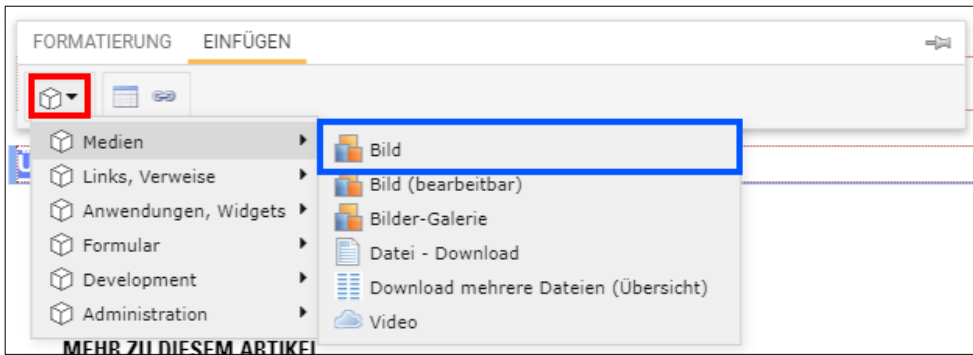 FORMATIERUNG EINFÜGEN
Medien
Links, Verweise
Anwendungen, Widgets
Formular
Development
Administration
Bild
Bild (bearbeitbar)
Bilder-Galerie
Datei - Download
Download mehrere Dateien (Übersicht)
Video
MEHR ZU DIESEM ARTIKEL